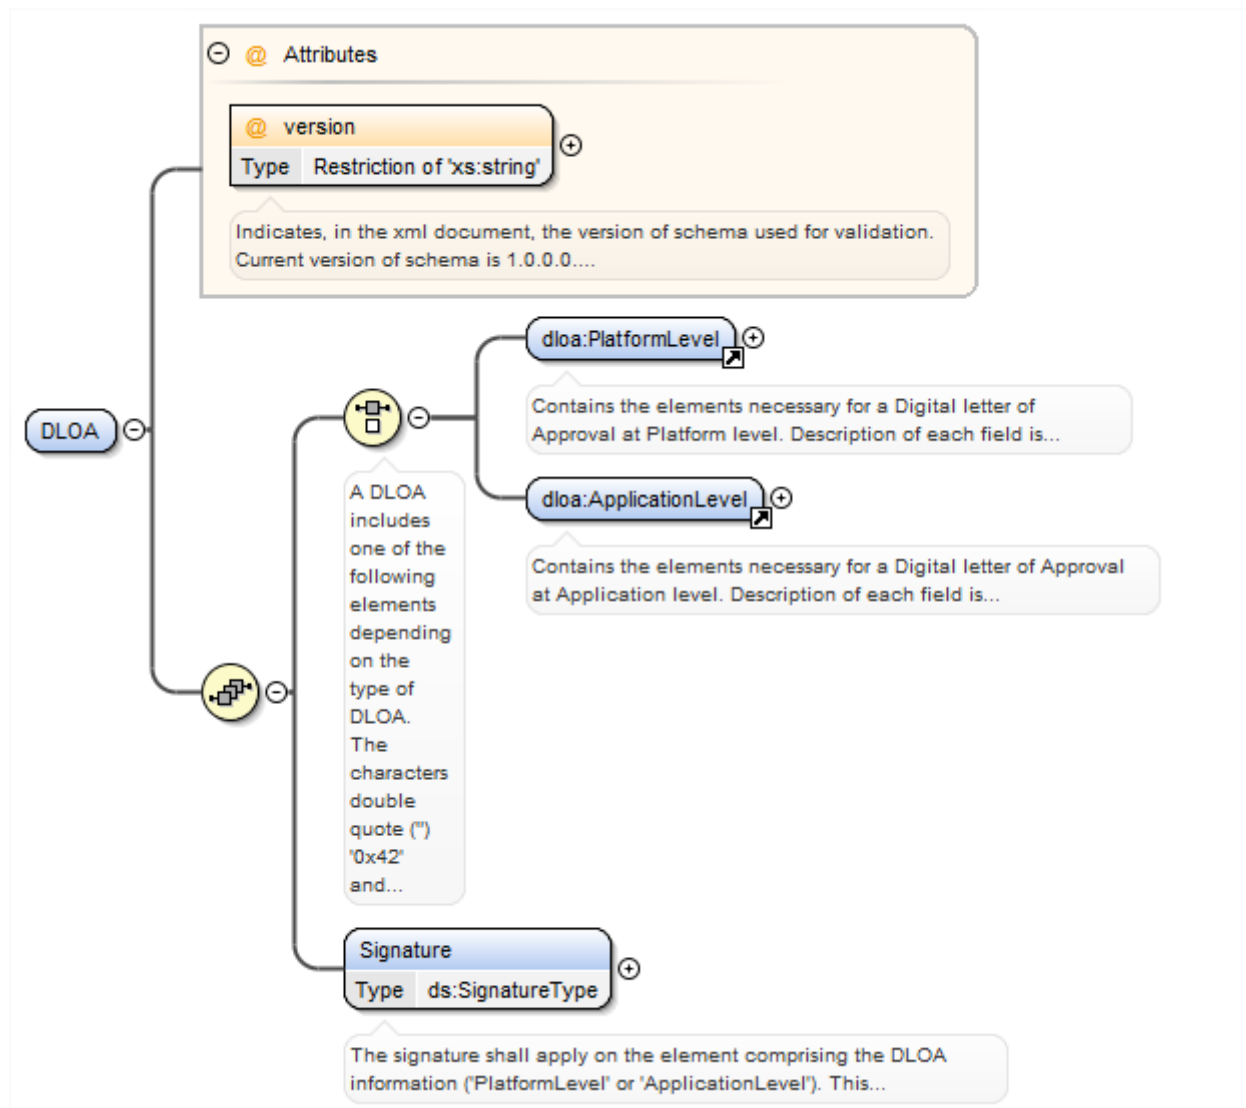 @ Attributes
@ version
Type Restriction of 'xs:string'
Indicates, in the xml document, the version of schema used for validation.
Current version of schema is 1.0.0.0....
DLOA
dloa:PlatformLevel
Contains the elements necessary for a Digital letter of
Approval at Platform level. Description of each field is...
dloa:ApplicationLevel
Contains the elements necessary for a Digital letter of Approval
at Application level. Description of each field is...
A DLOA
includes
one of the
following
elements
depending
on the
type of
DLOA.
The
characters
double
quote (")
'0x42'
and...
Signature
Type ds:SignatureType
The signature shall apply on the element comprising the DLOA
information ('PlatformLevel' or 'ApplicationLevel'). This...